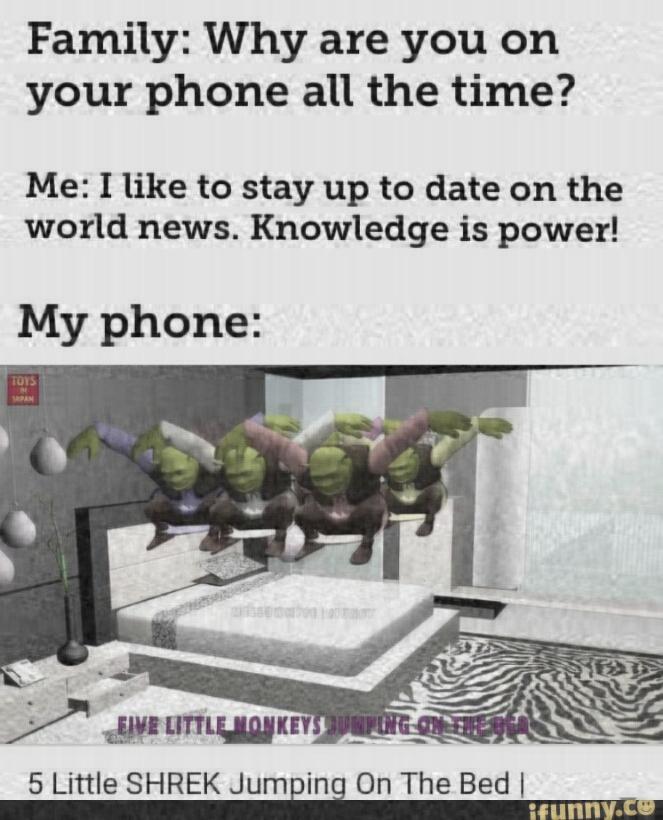 Family: Why are you on
your phone all the time?
Me: I like to stay up to date on the
world news. Knowledge is power!
My phone:
TOYS
IN
JAPAN
FIVE LITTLE MONKEYS JUMPING ON THE BED
5 Little SHREK Jumping On The Bed |
ifunny.co